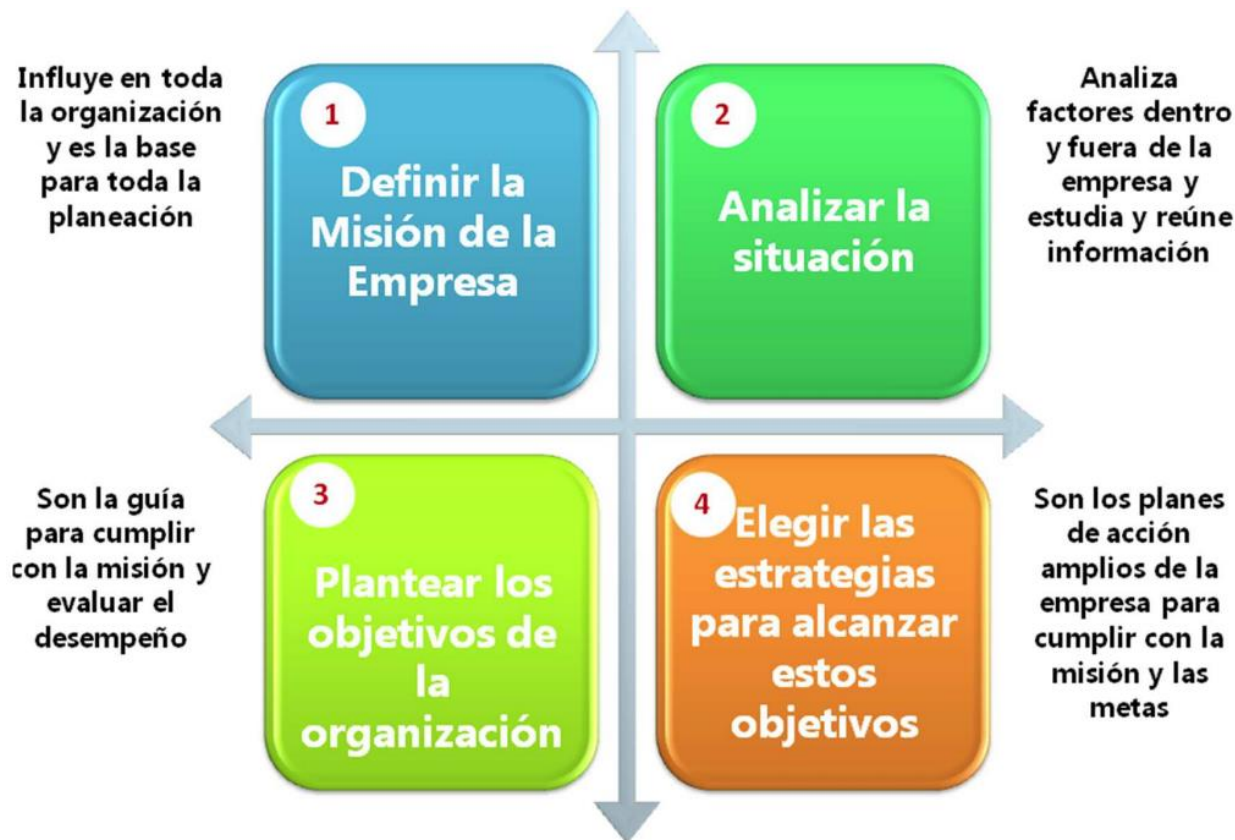 Influye en toda
la organización
y es la base
para toda la
planeación
1
Definir la
Misión de la
Empresa
2
Analizar la
situación
Analiza
factores dentro
y fuera de la
empresa y
estudia y reúne
información
Son la guía
para cumplir
con la misión y
evaluar el
desempeño
3
Plantear los
objetivos de
la
organización
4
Elegir las
estrategias
para alcanzar
estos
objetivos
Son los planes
de acción
amplios de la
empresa para
cumplir con la
misión y las
metas